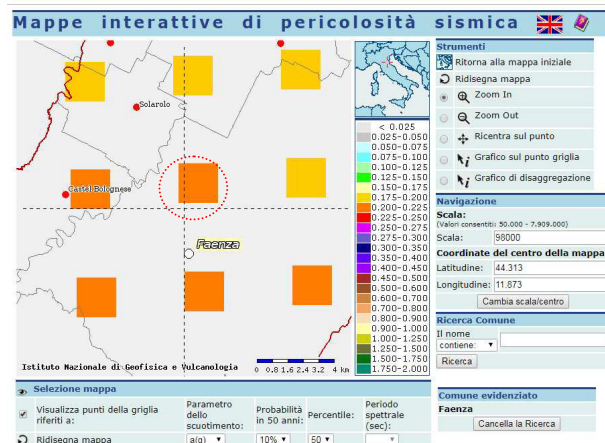 Mappe interattive di pericolosità sismica
Solarolo
Castel Bolognese
Faenza
Istituto Nazionale di Geofisica e Vulcanologia
0 0.8 1.6 2.4 3.2 4 km
< 0.025
0.025-0.050
0.050-0.075
0.075-0.100
0.100-0.125
0.125-0.150
0.150-0.175
0.175-0.200
0.200-0.225
0.225-0.250
0.250-0.275
0.275-0.300
0.300-0.350
0.350-0.400
0.400-0.450
0.450-0.500
0.500-0.600
0.600-0.700
0.700-0.800
0.800-0.900
0.900-1.000
1.000-1.250
1.250-1.500
1.500-1.750
1.750-2.000
Strumenti
Ritorna alla mappa iniziale
Ridisegna mappa
Zoom In
Zoom Out
Ricentra sul punto
Grafico sul punto griglia
Grafico di disaggregazione
Navigazione
Scala:
(Valori consentiti: 50.000 - 7.909.000)
Scala: 98000
Coordinate del centro della mappa
Latitudine: 44.313
Longitudine: 11.873
Cambia scala/centro
Ricerca Comune
Il nome
contiene:
Ricerca
Comune evidenziato
Faenza
Cancella la Ricerca
Selezione mappa
Visualizza punti della griglia riferiti a:
Parametro dello scuotimento:
Probabilità in 50 anni:
Percentile:
Periodo spettrale (sec):
Ridisegna mappa
a(g) 10% 50